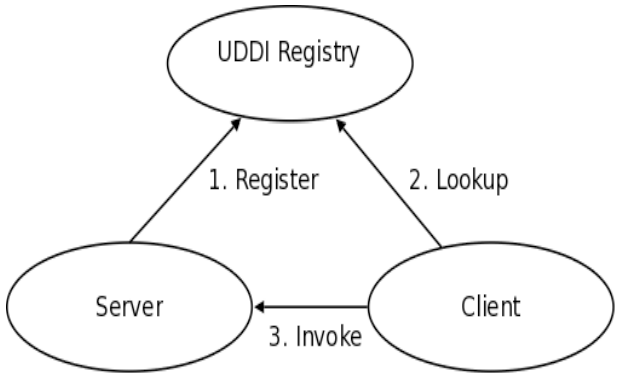 UDDI Registry
1. Register
2. Lookup
Server
Client
3. Invoke